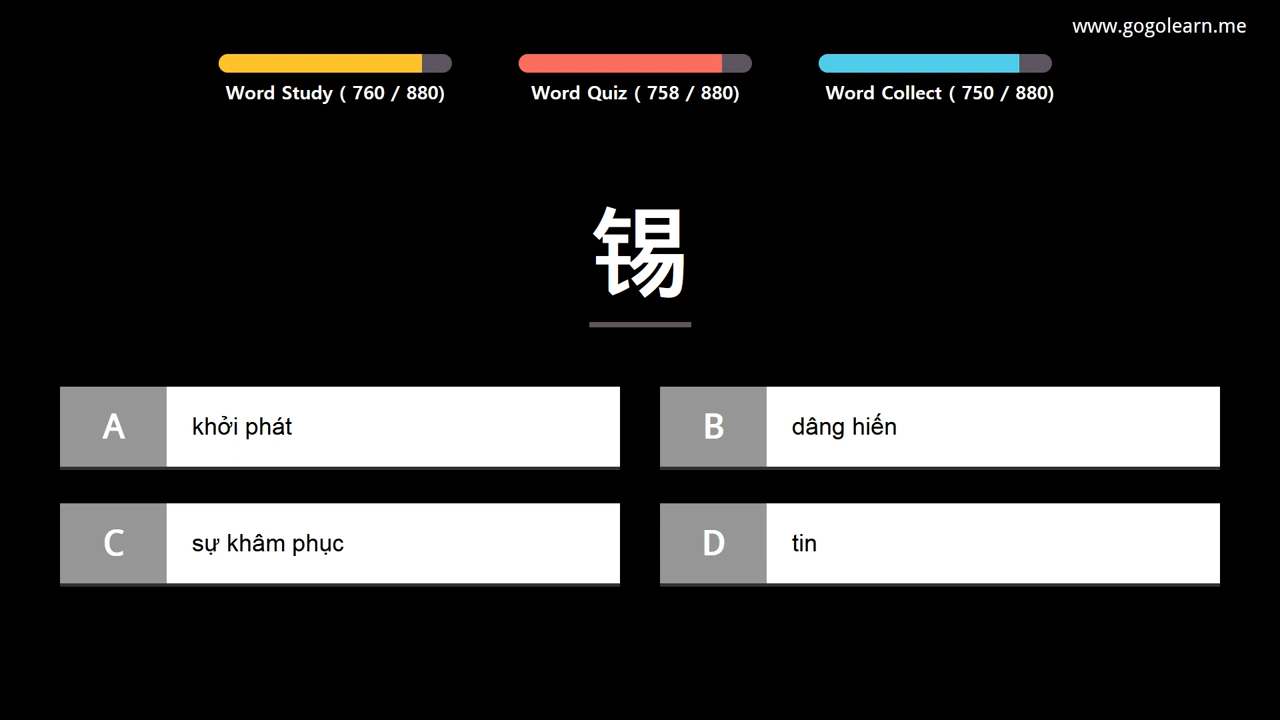 www.gogolearn.me
Word Study ( 760 / 880)
Word Quiz ( 758 / 880)
Word Collect ( 750 / 880)
锡
A khởi phát
B dâng hiến
C sự khâm phục
D tin